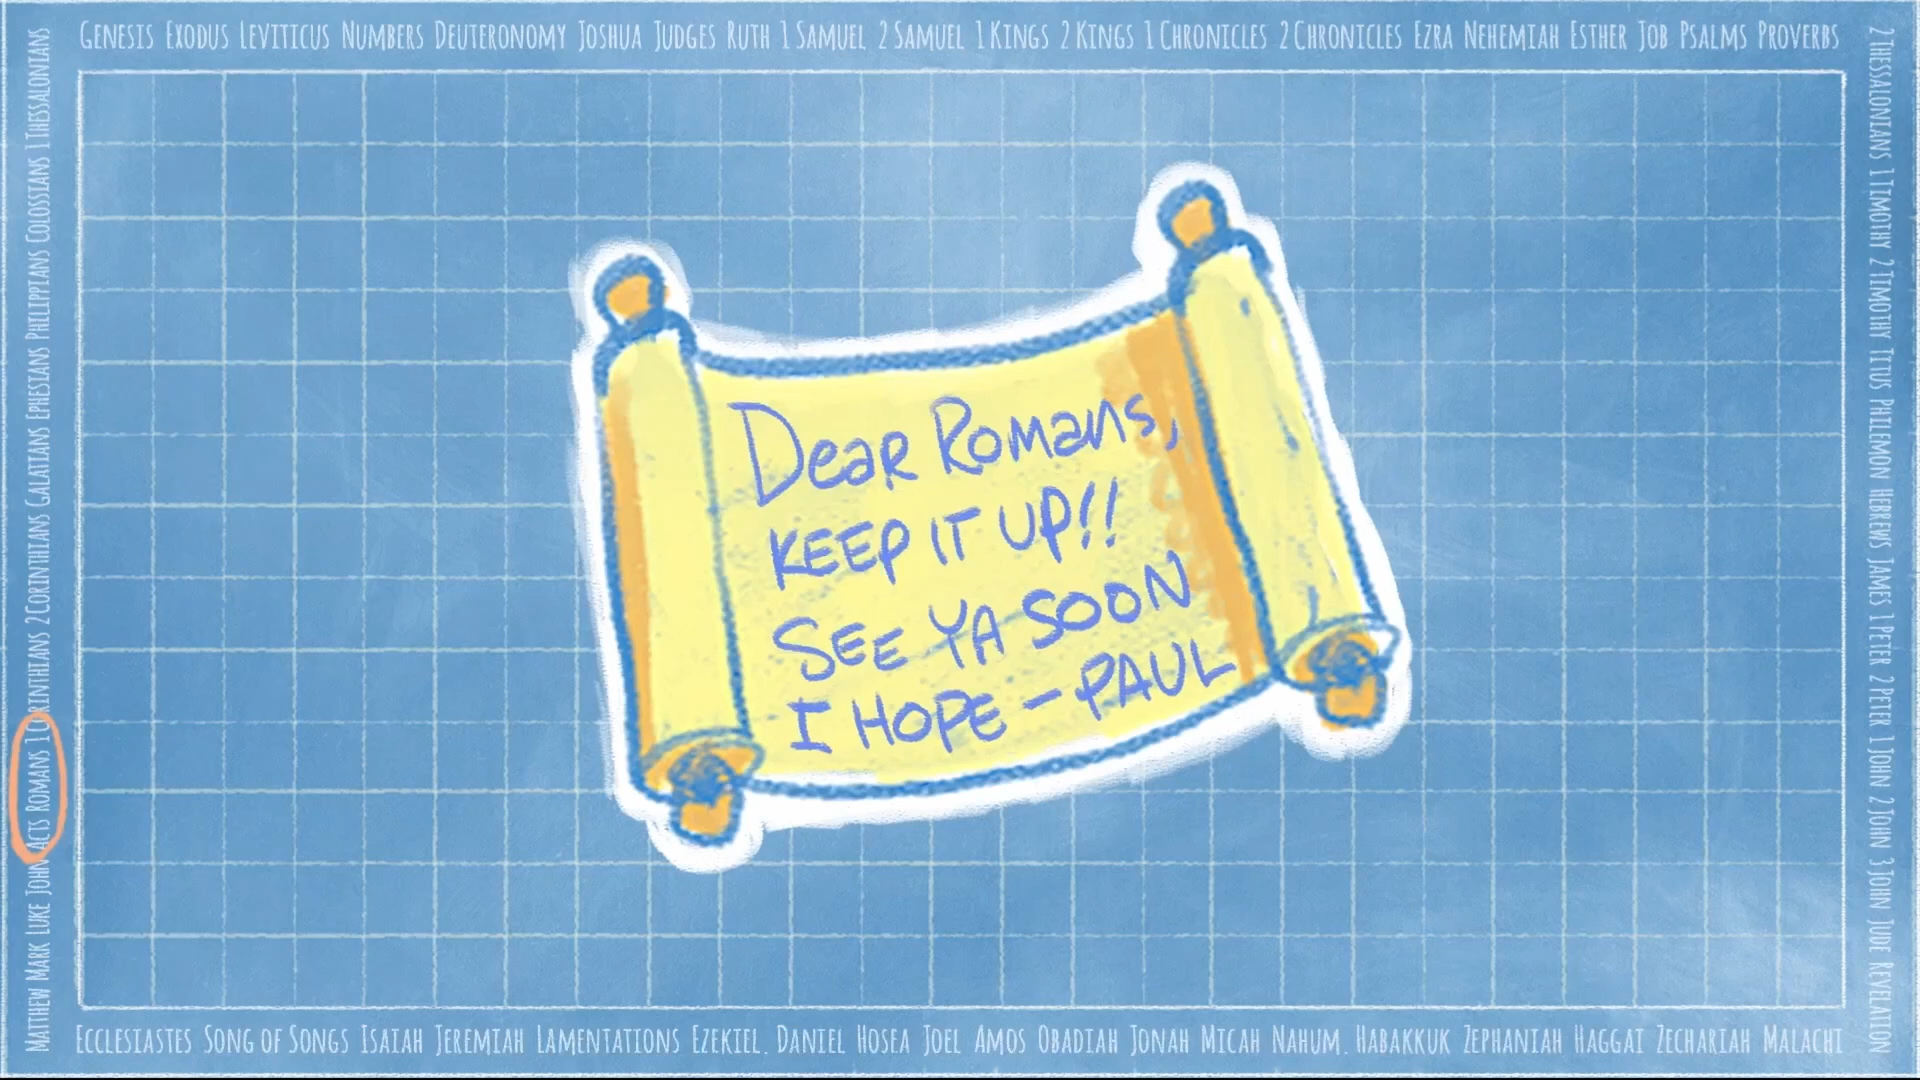 Genesis Exodus Leviticus Numbers Deuteronomy Joshua Judges Ruth 1 Samuel 2 Samuel 1 Kings 2 Kings 1 Chronicles 2 Chronicles Ezra Nehemiah Esther Job Psalms Proverbs
Matthew Mark Luke John Acts Romans 1 Corinthians 2 Corinthians Galatians Ephesians Philippians Colossians 1 Thessalonians
Dear Romans,
KEEP IT UP!!
SEE YA SOON
I HOPE - PAUL
2 Thessalonians 1 Timothy 2 Timothy Titus Philemon Hebrews James 1 Peter 2 Peter 1 John 2 John 3 John Jude Revelation
Ecclesiastes Song of Songs Isaiah Jeremiah Lamentations Ezekiel. Daniel Hosea Joel Amos Obadiah Jonah Micah Nahum. Habakkuk Zephaniah Haggai Zechariah Malachi